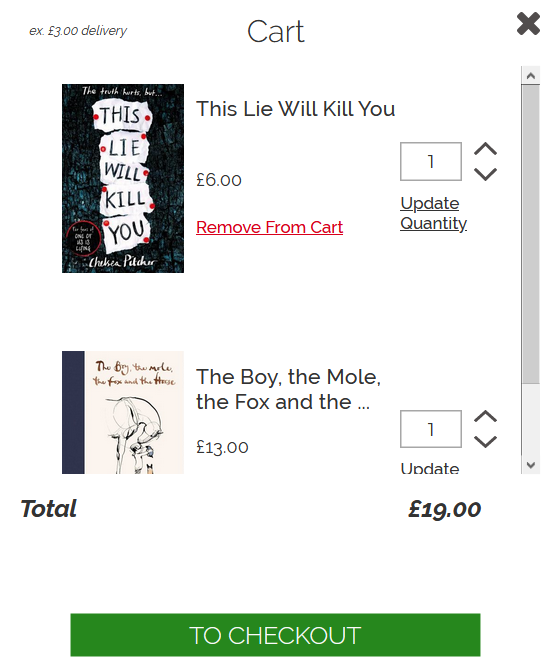 ex. £3.00 delivery
Cart
The truth hurts, but...
THIS
LIE
WILL
KILL
YOU
For fans of
ONE OF
US IS
LYING
Chelsea Pitcher
This Lie Will Kill You
£6.00
1
Remove From Cart
Update
Quantity
The Boy, the mole,
the fox and the Horse
The Boy, the Mole,
the Fox and the ...
£13.00
1
Update
Total
£19.00
TO CHECKOUT